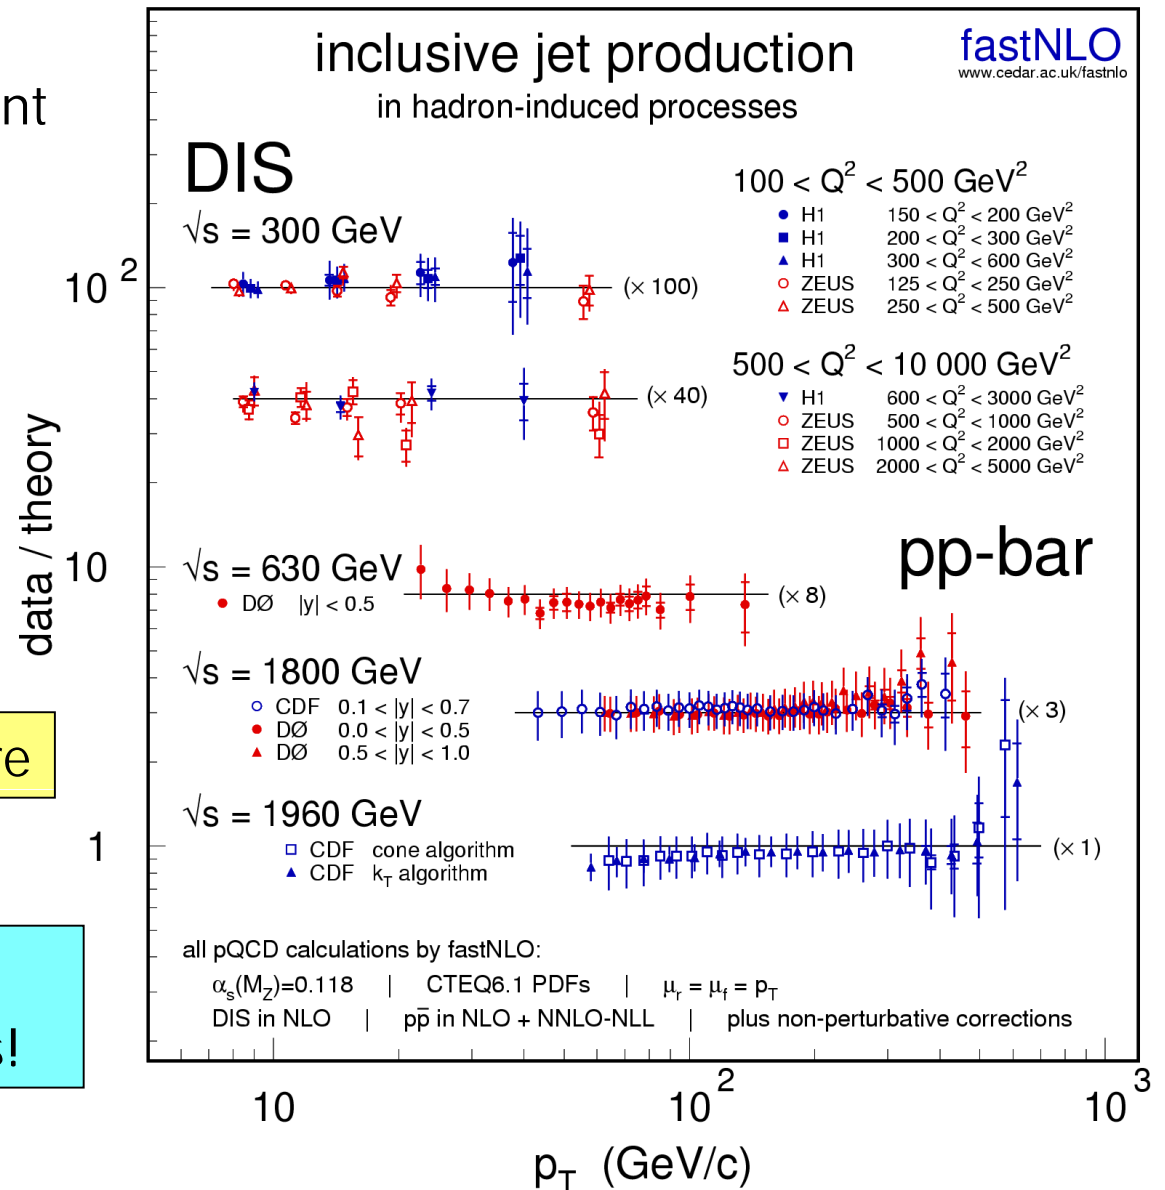 nt
re
s!
inclusive jet production
in hadron-induced processes
fastNLO
www.cedar.ac.uk/fastnlo
DIS
√s = 300 GeV
100 < Q² < 500 GeV²
H1 150 < Q² < 200 GeV²
H1 200 < Q² < 300 GeV²
H1 300 < Q² < 600 GeV²
ZEUS 125 < Q² < 250 GeV²
ZEUS 250 < Q² < 500 GeV²
(× 100)
500 < Q² < 10 000 GeV²
H1 600 < Q² < 3000 GeV²
ZEUS 500 < Q² < 1000 GeV²
ZEUS 1000 < Q² < 2000 GeV²
ZEUS 2000 < Q² < 5000 GeV²
(× 40)
pp-bar
√s = 630 GeV
DØ |y| < 0.5
(× 8)
√s = 1800 GeV
CDF 0.1 < |y| < 0.7
DØ 0.0 < |y| < 0.5
DØ 0.5 < |y| < 1.0
(× 3)
√s = 1960 GeV
CDF cone algorithm
CDF k_T algorithm
(× 1)
all pQCD calculations by fastNLO:
α_s(M_Z)=0.118 | CTEQ6.1 PDFs | μ_r = μ_f = p_T
DIS in NLO | pp̄ in NLO + NNLO-NLL | plus non-perturbative corrections
data / theory
10²
10
1
10
10²
10³
p_T (GeV/c)